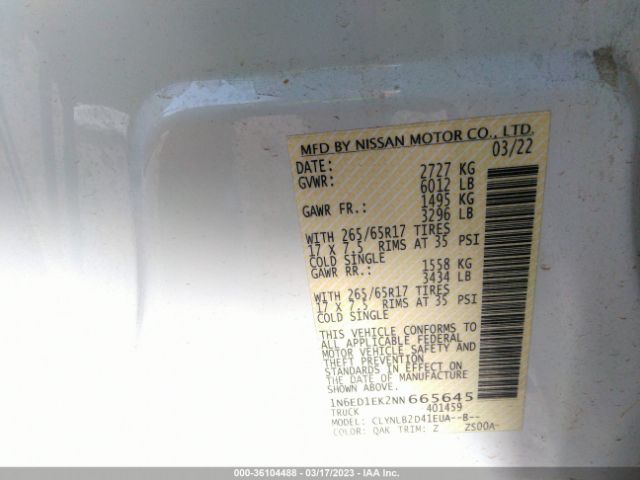 MFD BY NISSAN MOTOR CO., LTD.
DATE: 03/22
GVWR: 2727 KG
6012 LB
GAWR FR.: 1495 KG
3296 LB
WITH 265/65R17 TIRES
17 X 7.5 RIMS AT 35 PSI
COLD SINGLE
GAWR RR.: 1558 KG
3434 LB
WITH 265/65R17 TIRES
17 X 7.5 RIMS AT 35 PSI
COLD SINGLE
THIS VEHICLE CONFORMS TO
ALL APPLICABLE FEDERAL
MOTOR VEHICLE SAFETY AND
THEFT PREVENTION
STANDARDS IN EFFECT ON
THE DATE OF MANUFACTURE
SHOWN ABOVE.
1N6ED1EK2NN665645
TRUCK 401459
MODEL: CLYNLB2D41EUA--B--
COLOR: QAK TRIM: Z ZS00A-
000-36104488 - 03/17/2023 - IAAI.COM